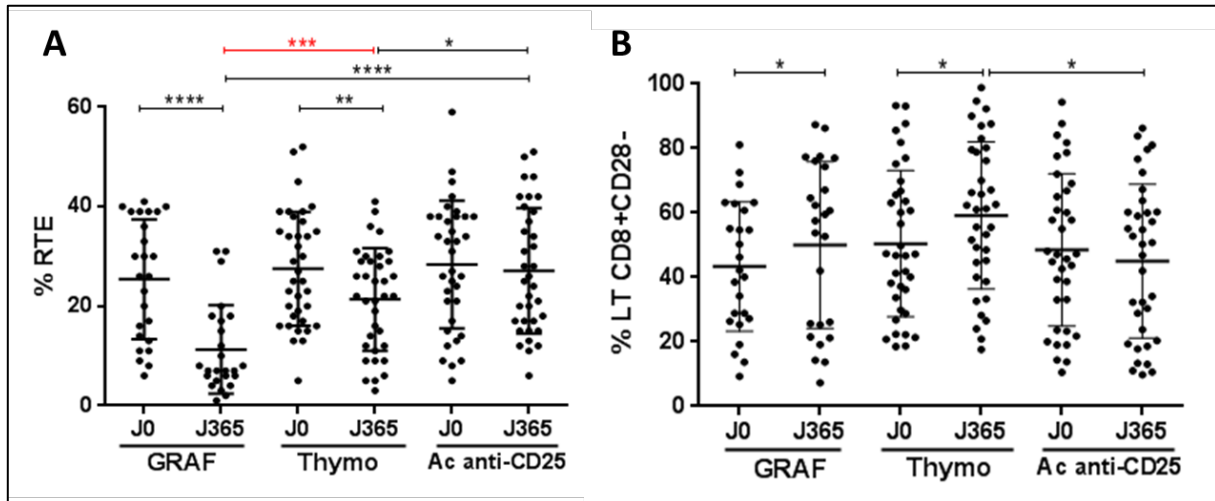 A
*** *
****
**** **
% RTE
60
40
20
0
J0 J365 J0 J365 J0 J365
GRAF Thymo Ac anti-CD25
B
* * *
% LT CD8+CD28-
100
80
60
40
20
0
J0 J365 J0 J365 J0 J365
GRAF Thymo Ac anti-CD25